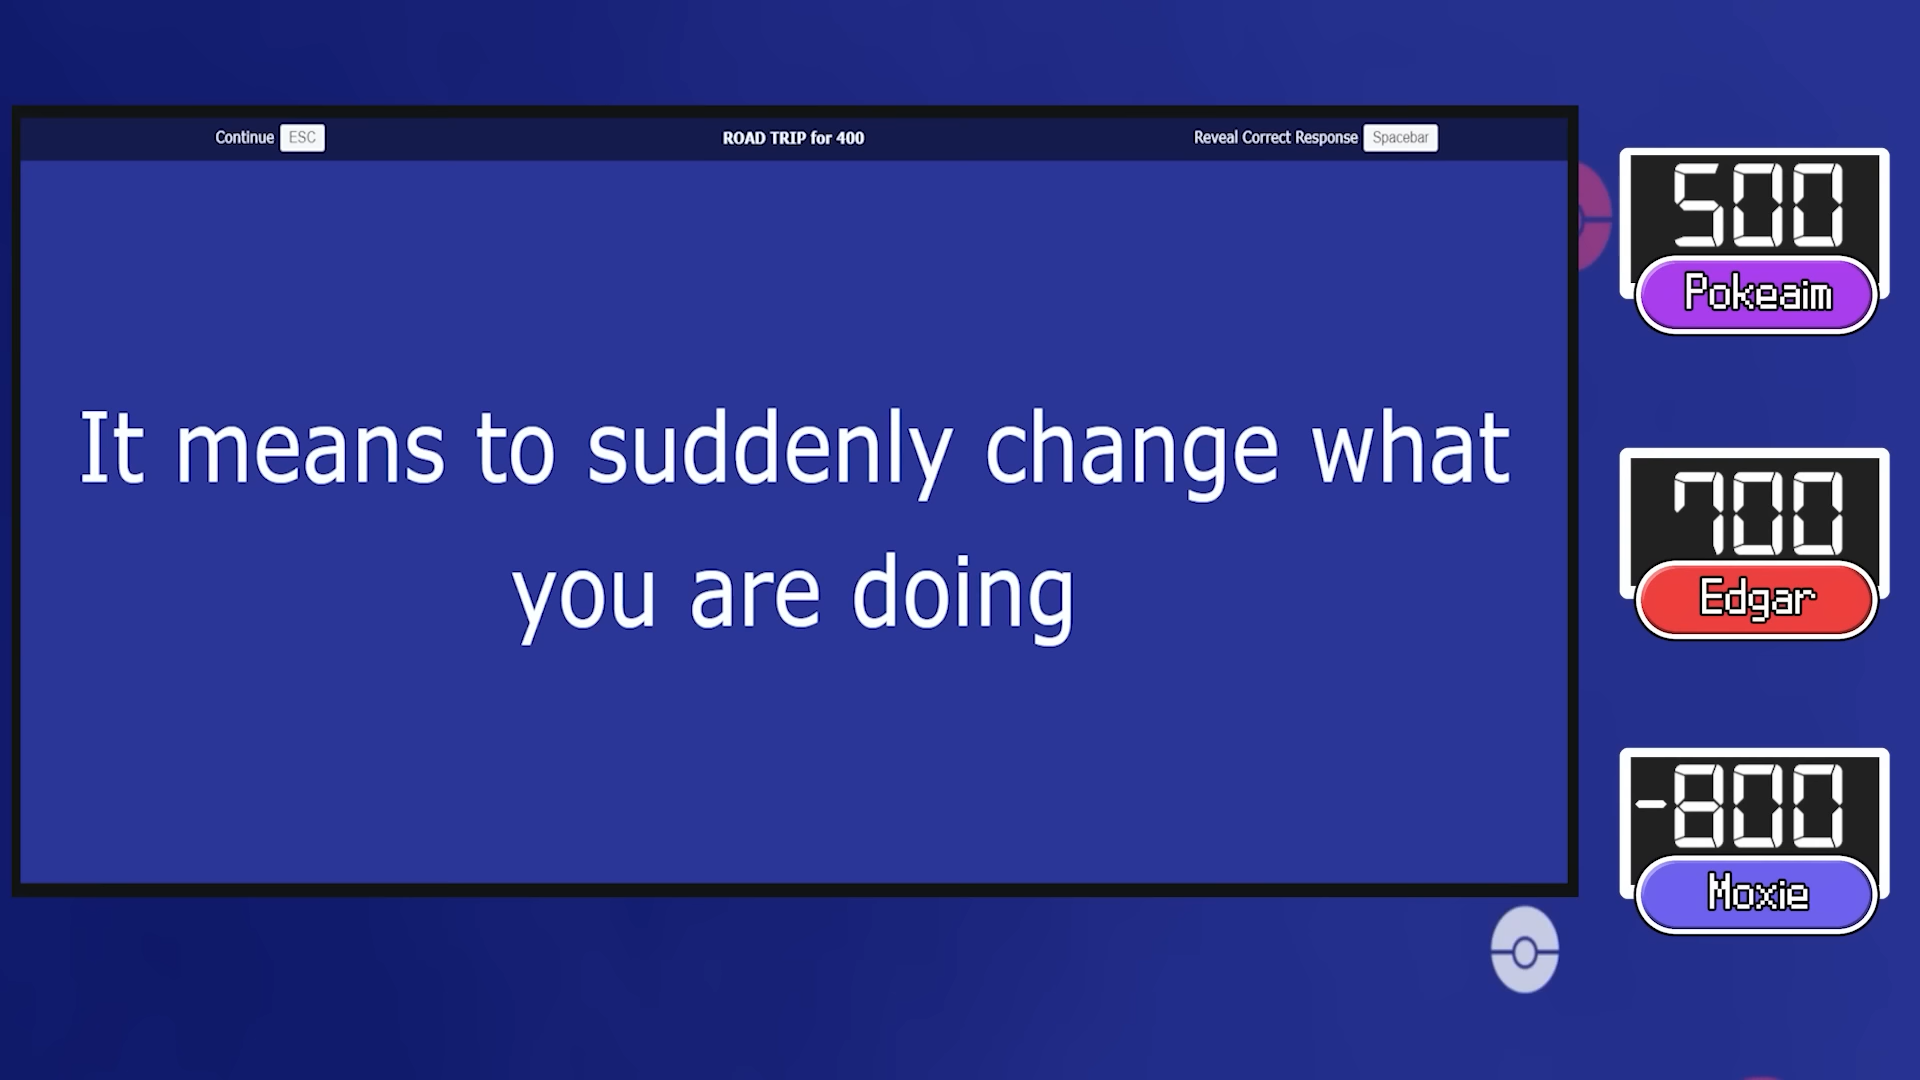 Continue ESC
ROAD TRIP for 400
Reveal Correct Response Spacebar
It means to suddenly change what
you are doing
500
Pokeaim
700
Edgar
-800
Moxie